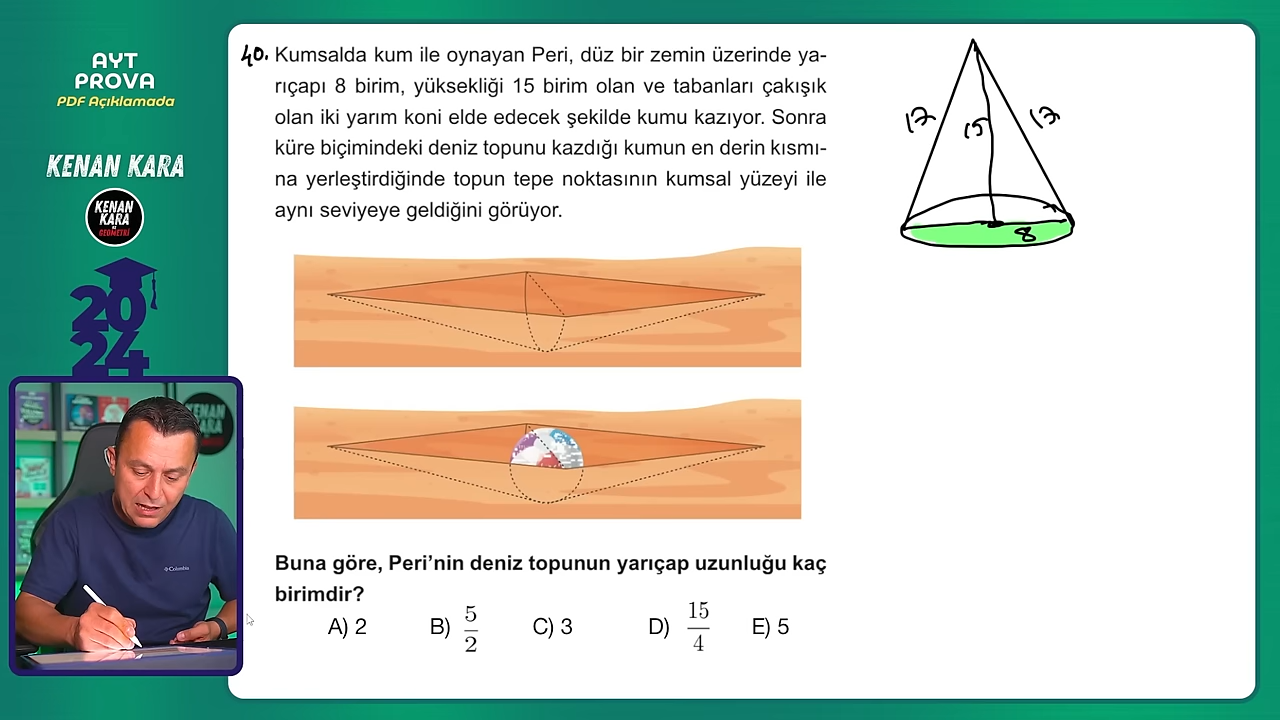 AYT
PROVA
PDF Açıklamada
KENAN KARA
KENAN
KARA
GEOMETRİ
20
24
40. Kumsalda kum ile oynayan Peri, düz bir zemin üzerinde ya-
rıçapı 8 birim, yüksekliği 15 birim olan ve tabanları çakışık
olan iki yarım koni elde edecek şekilde kumu kazıyor. Sonra
küre biçimindeki deniz topunu kazdığı kumun en derin kısmı-
na yerleştirdiğinde topun tepe noktasının kumsal yüzeyi ile
aynı seviyeye geldiğini görüyor.
17 15 17
8
Buna göre, Peri'nin deniz topunun yarıçap uzunluğu kaç
birimdir?
A) 2 B) 5/2 C) 3 D) 15/4 E) 5
Columbia
KENAN
KARA